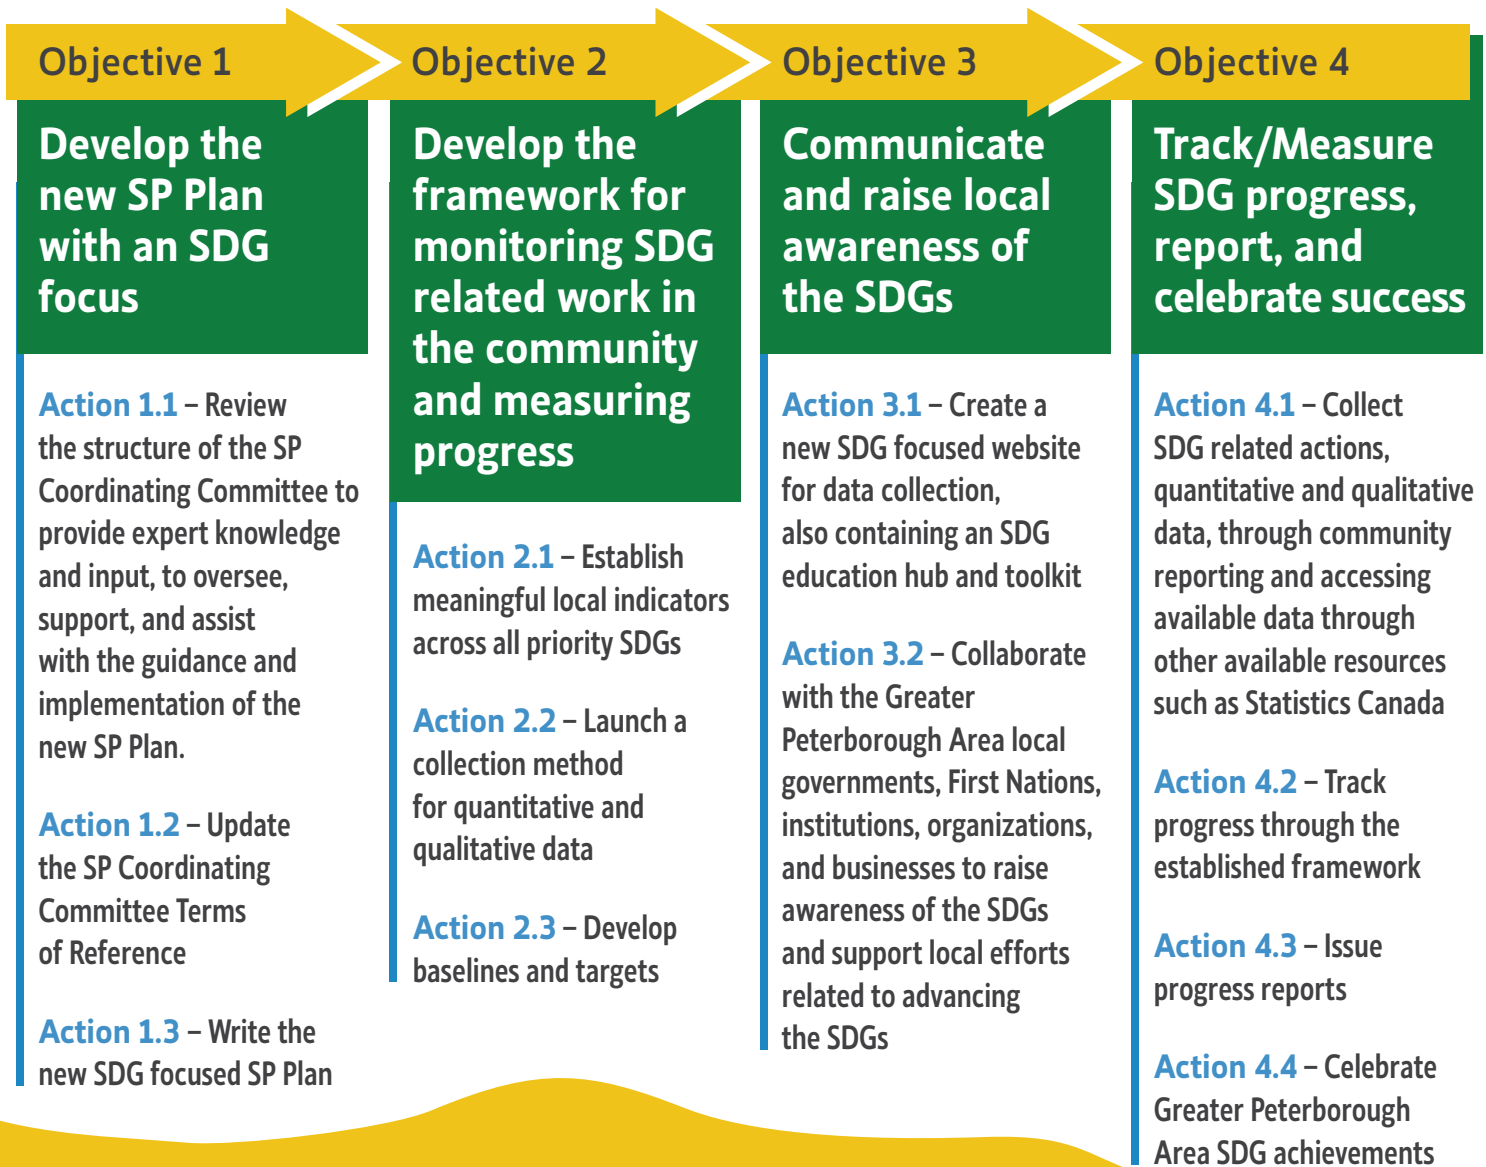 Objective 1
Develop the
new SP Plan
with an SDG
focus
Action 1.1 – Review
the structure of the SP
Coordinating Committee to
provide expert knowledge
and input, to oversee,
support, and assist
with the guidance and
implementation of the
new SP Plan.
Action 1.2 – Update
the SP Coordinating
Committee Terms
of Reference
Action 1.3 – Write the
new SDG focused SP Plan
Objective 2
Develop the
framework for
monitoring SDG
related work in
the community
and measuring
progress
Action 2.1 – Establish
meaningful local indicators
across all priority SDGs
Action 2.2 – Launch a
collection method
for quantitative and
qualitative data
Action 2.3 – Develop
baselines and targets
Objective 3
Communicate
and raise local
awareness of
the SDGs
Action 3.1 – Create a
new SDG focused website
for data collection,
also containing an SDG
education hub and toolkit
Action 3.2 – Collaborate
with the Greater
Peterborough Area local
governments, First Nations,
institutions, organizations,
and businesses to raise
awareness of the SDGs
and support local efforts
related to advancing
the SDGs
Objective 4
Track/Measure
SDG progress,
report, and
celebrate success
Action 4.1 – Collect
SDG related actions,
quantitative and qualitative
data, through community
reporting and accessing
available data through
other available resources
such as Statistics Canada
Action 4.2 – Track
progress through the
established framework
Action 4.3 – Issue
progress reports
Action 4.4 – Celebrate
Greater Peterborough
Area SDG achievements